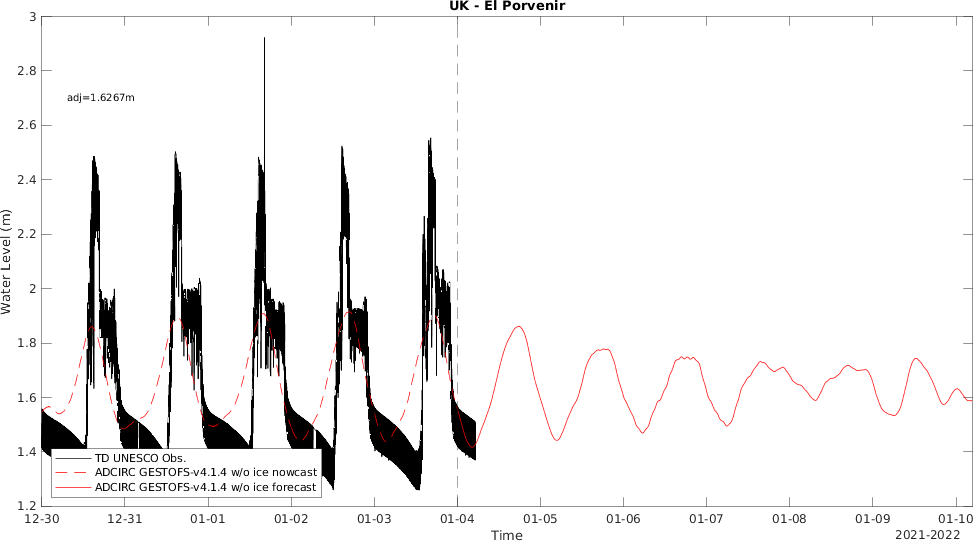 UK - El Porvenir
3
2.8
2.6
2.4
2.2
2
1.8
1.6
1.4
1.2
Water Level (m)
adj=1.6267m
TD UNESCO Obs.
ADCIRC GESTOFS-v4.1.4 w/o ice nowcast
ADCIRC GESTOFS-v4.1.4 w/o ice forecast
12-30 12-31 01-01 01-02 01-03 01-04 01-05 01-06 01-07 01-08 01-09 01-10
Time
2021-2022